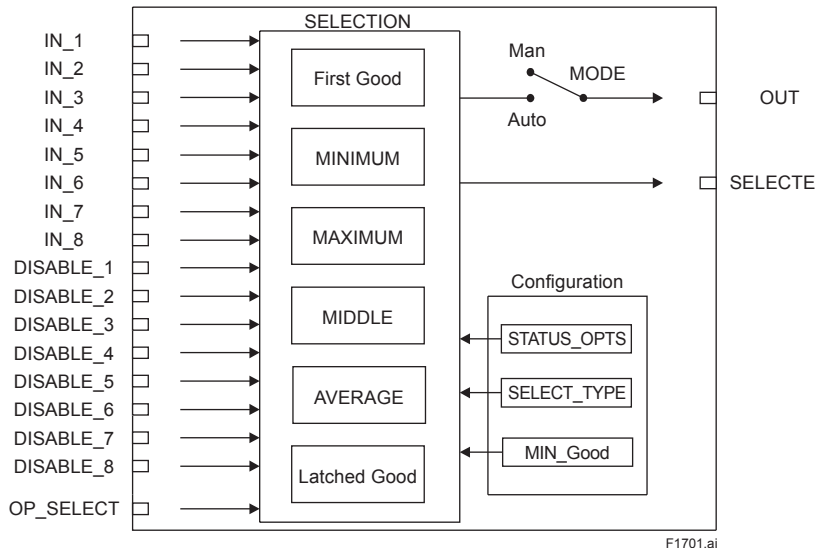 SELECTION
IN_1
IN_2
IN_3
IN_4
IN_5
IN_6
IN_7
IN_8
DISABLE_1
DISABLE_2
DISABLE_3
DISABLE_4
DISABLE_5
DISABLE_6
DISABLE_7
DISABLE_8
OP_SELECT
First Good
MINIMUM
MAXIMUM
MIDDLE
AVERAGE
Latched Good
Man
MODE
Auto
OUT
SELECTE
Configuration
STATUS_OPTS
SELECT_TYPE
MIN_Good
F1701.ai